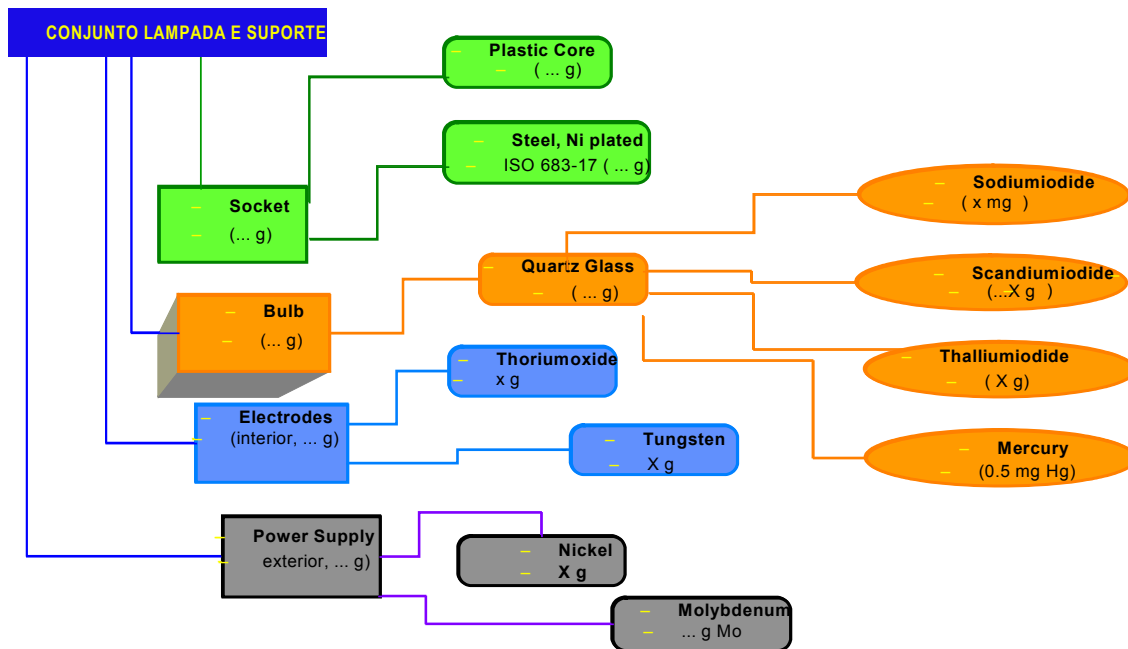 CONJUNTO LAMPADA E SUPORTE
Plastic Core
( ... g)
Steel, Ni plated
ISO 683-17 ( ... g)
Socket
(... g)
Sodiumiodide
( x mg )
Quartz Glass
( ... g)
Scandiumiodide
(...X g )
Bulb
(... g)
Thoriumoxide
x g
Thalliumiodide
( X g)
Electrodes
(interior, ... g)
Tungsten
X g
Mercury
(0.5 mg Hg)
Power Supply
exterior, ... g)
Nickel
X g
Molybdenum
... g Mo